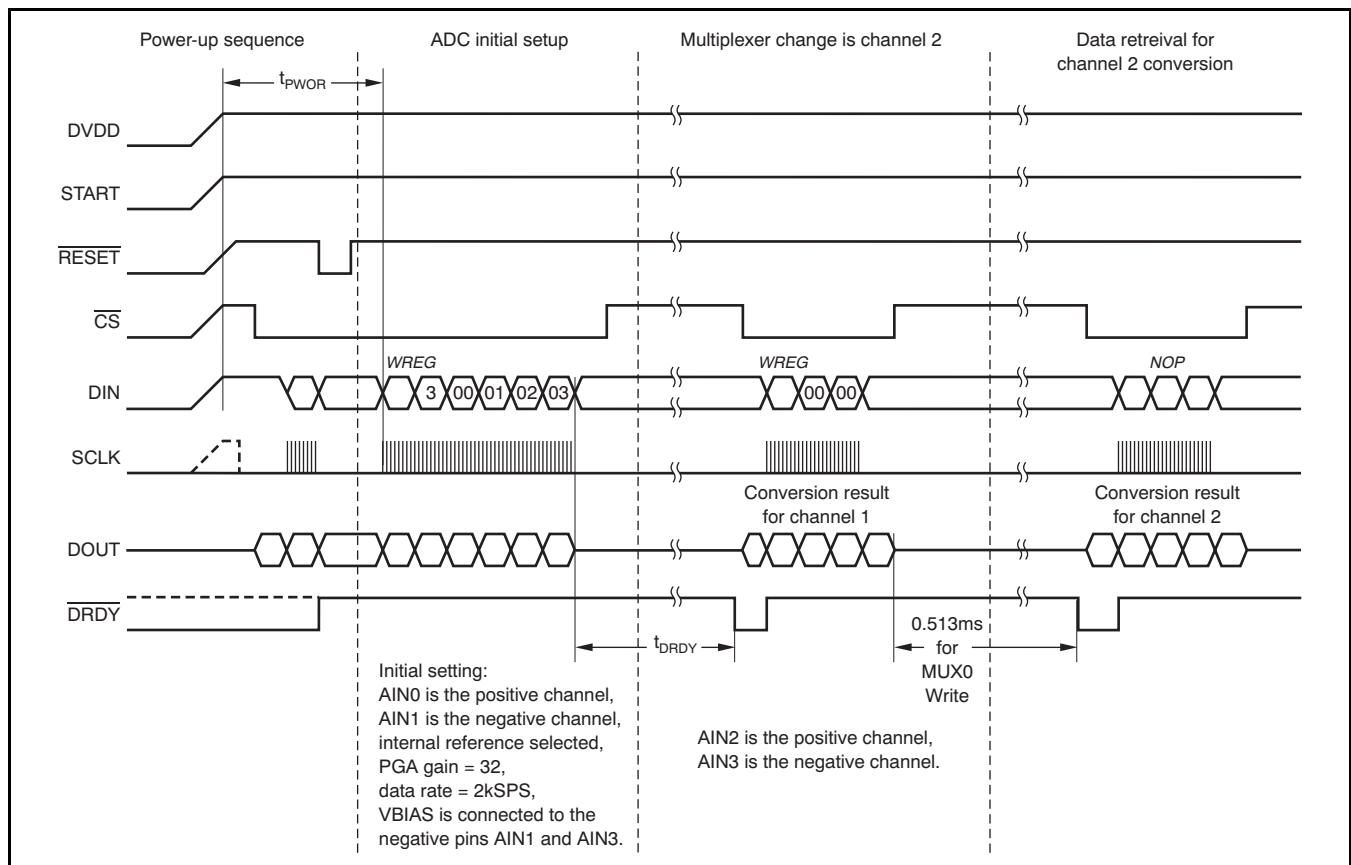 Power-up sequence
ADC initial setup
Multiplexer change is channel 2
Data retreival for
channel 2 conversion
tPWOR
DVDD
START
RESET
CS
WREG
WREG
NOP
DIN
3 00 01 02 03
00 00
SCLK
Conversion result
for channel 1
Conversion result
for channel 2
DOUT
DRDY
tDRDY
0.513ms
for
MUX0
Write
Initial setting:
AIN0 is the positive channel,
AIN1 is the negative channel,
internal reference selected,
PGA gain = 32,
data rate = 2kSPS,
VBIAS is connected to the
negative pins AIN1 and AIN3.
AIN2 is the positive channel,
AIN3 is the negative channel.